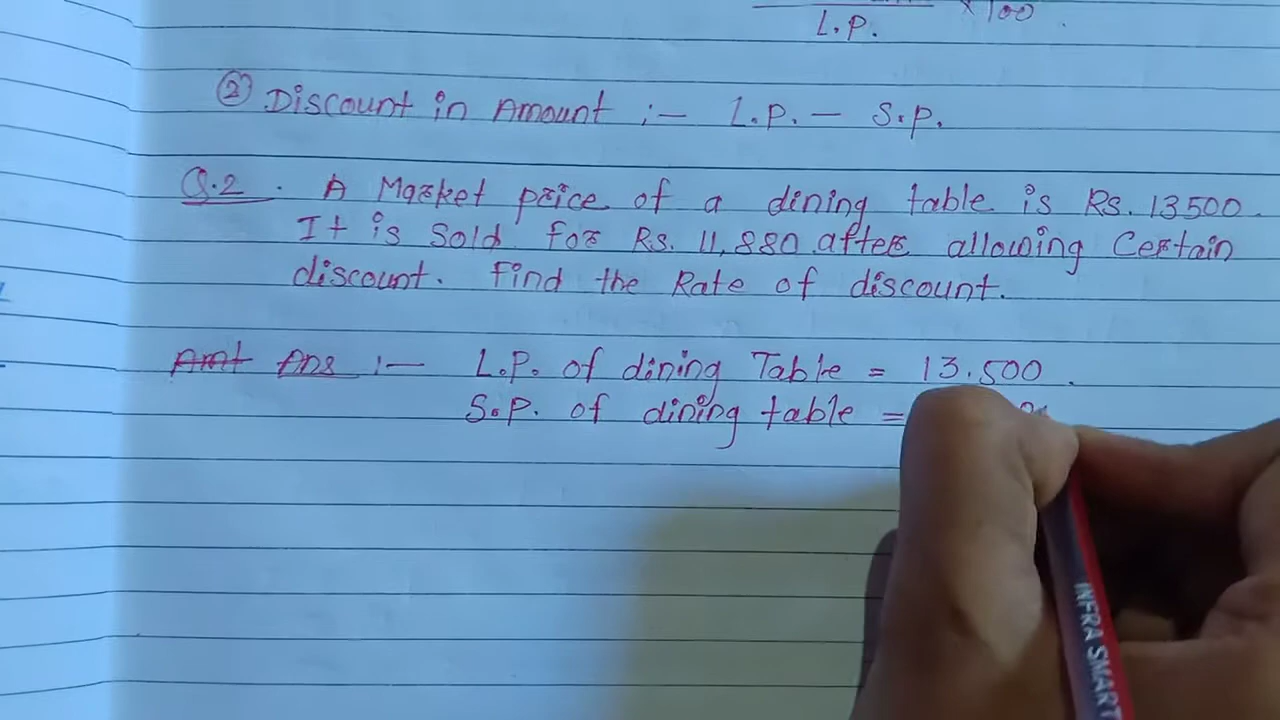 L.P. × 100
② Discount in Amount :- L.P. - S.P.
Q.2. A Market price of a dining table is Rs. 13500.
It is sold for Rs. 11,880 after allowing Certain
discount. Find the Rate of discount.
Amt Ans :- L.P. of dining Table = 13.500.
S.P. of dining table =
INFRA SMART